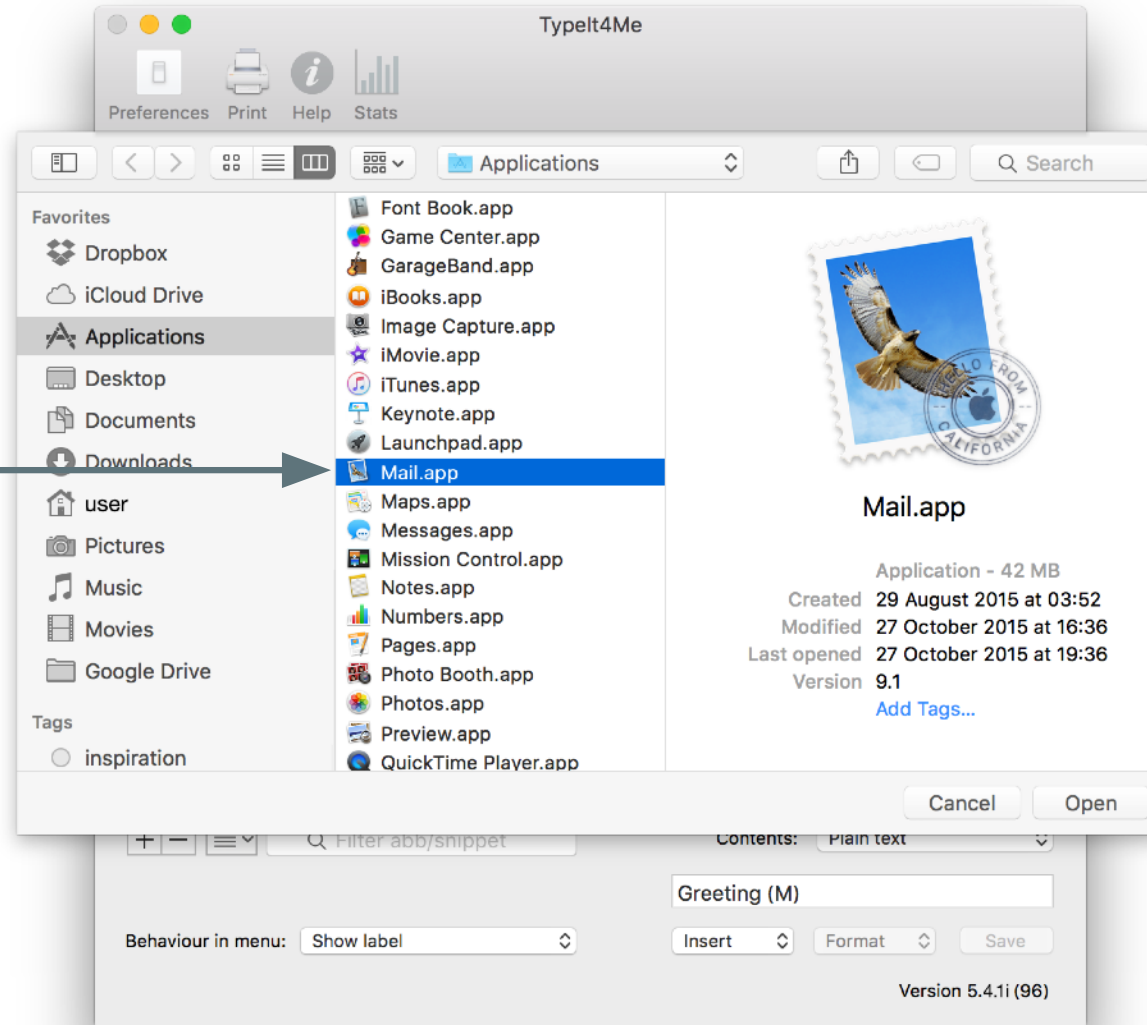 TypeIt4Me
Preferences Print Help Stats
Applications
Search
Favorites
Dropbox
iCloud Drive
Applications
Desktop
Documents
Downloads
user
Pictures
Music
Movies
Google Drive
Tags
inspiration
Font Book.app
Game Center.app
GarageBand.app
iBooks.app
Image Capture.app
iMovie.app
iTunes.app
Keynote.app
Launchpad.app
Mail.app
Maps.app
Messages.app
Mission Control.app
Notes.app
Numbers.app
Pages.app
Photo Booth.app
Photos.app
Preview.app
QuickTime Player.app
HELLO FROM
CALIFORNIA
Mail.app
Application - 42 MB
Created 29 August 2015 at 03:52
Modified 27 October 2015 at 16:36
Last opened 27 October 2015 at 19:36
Version 9.1
Add Tags...
Cancel Open
Filter abb/snippet
Contents: Plain text
Greeting (M)
Behaviour in menu: Show label
Insert Format Save
Version 5.4.1i (96)